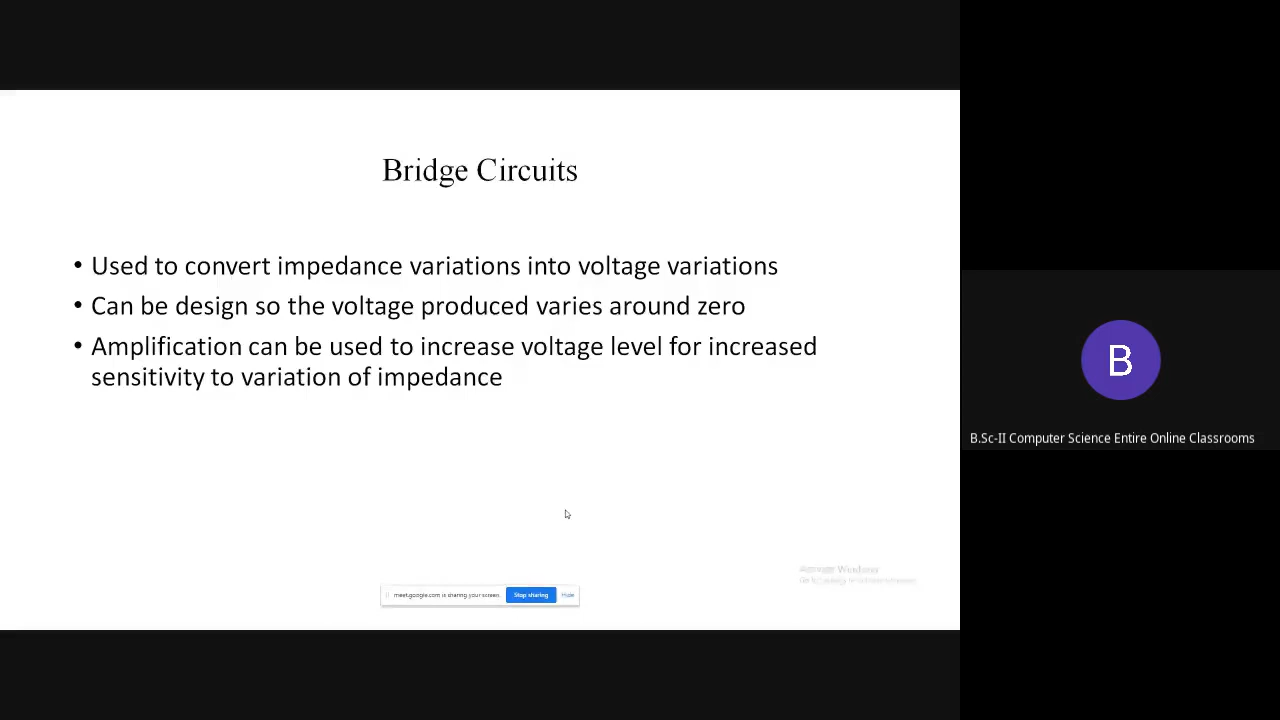 Bridge Circuits
• Used to convert impedance variations into voltage variations
• Can be design so the voltage produced varies around zero
• Amplification can be used to increase voltage level for increased
sensitivity to variation of impedance
B
B.Sc-II Computer Science Entire Online Classrooms
Activate Windows
meet.google.com is sharing your screen.
Stop sharing
Hide